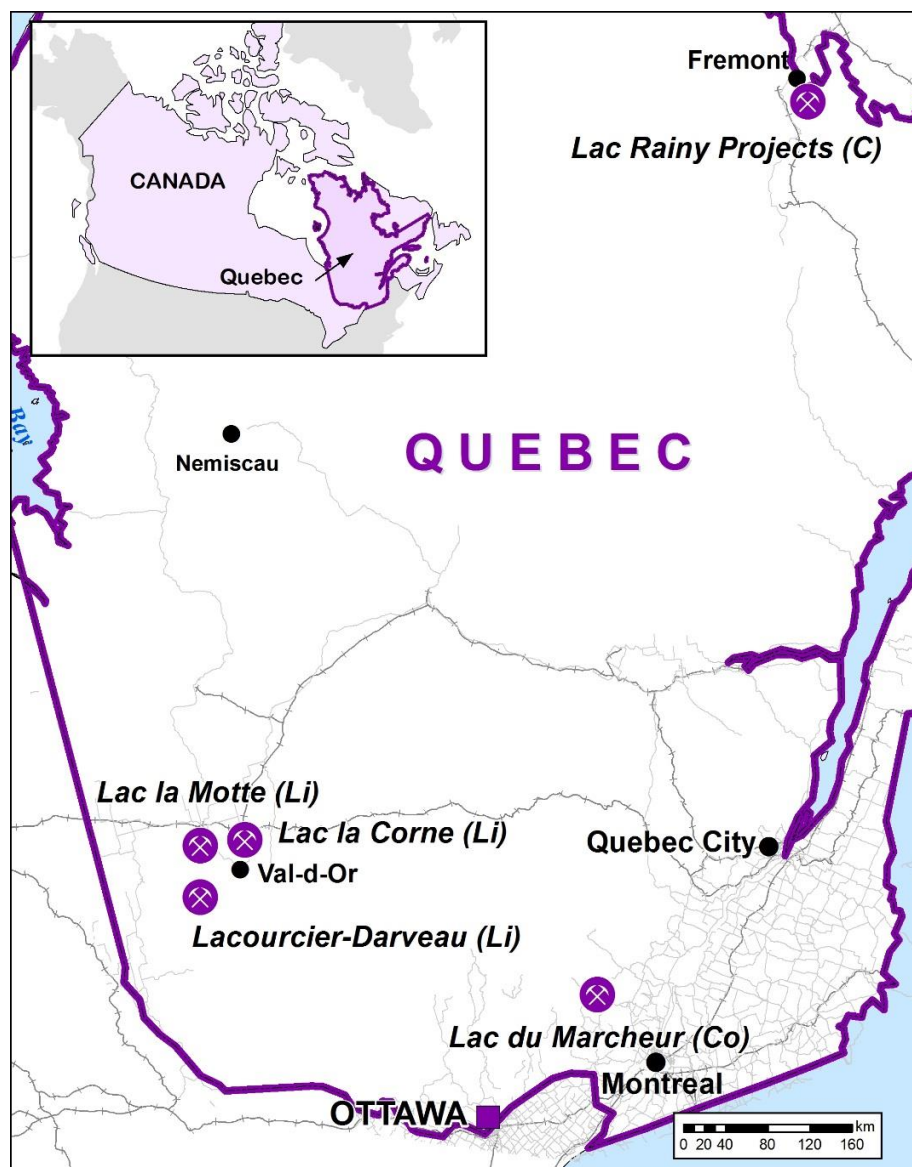 CANADA
Quebec
Fremont
Lac Rainy Projects (C)
Bay
QUEBEC
Nemiscau
Lac la Motte (Li)
Lac la Corne (Li)
Val-d-Or
Lacourcier-Darveau (Li)
Quebec City
Lac du Marcheur (Co)
Montreal
OTTAWA
km
0 20 40 80 120 160